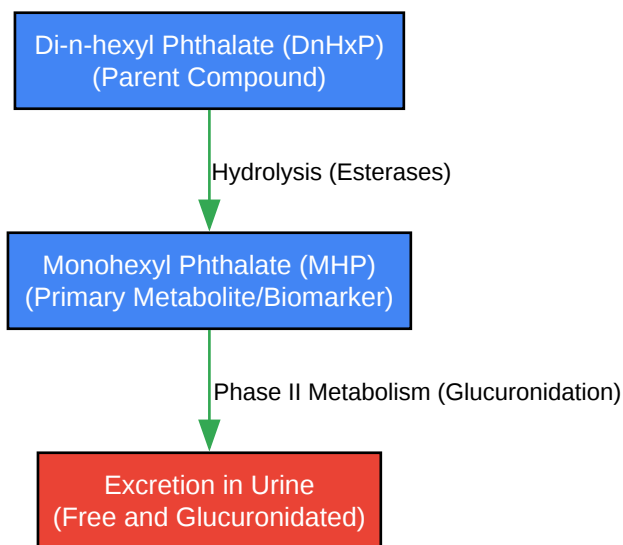 Di-n-hexyl Phthalate (DnHxP)
(Parent Compound)
Hydrolysis (Esterases)
Monohexyl Phthalate (MHP)
(Primary Metabolite/Biomarker)
Phase II Metabolism (Glucuronidation)
Excretion in Urine
(Free and Glucuronidated)